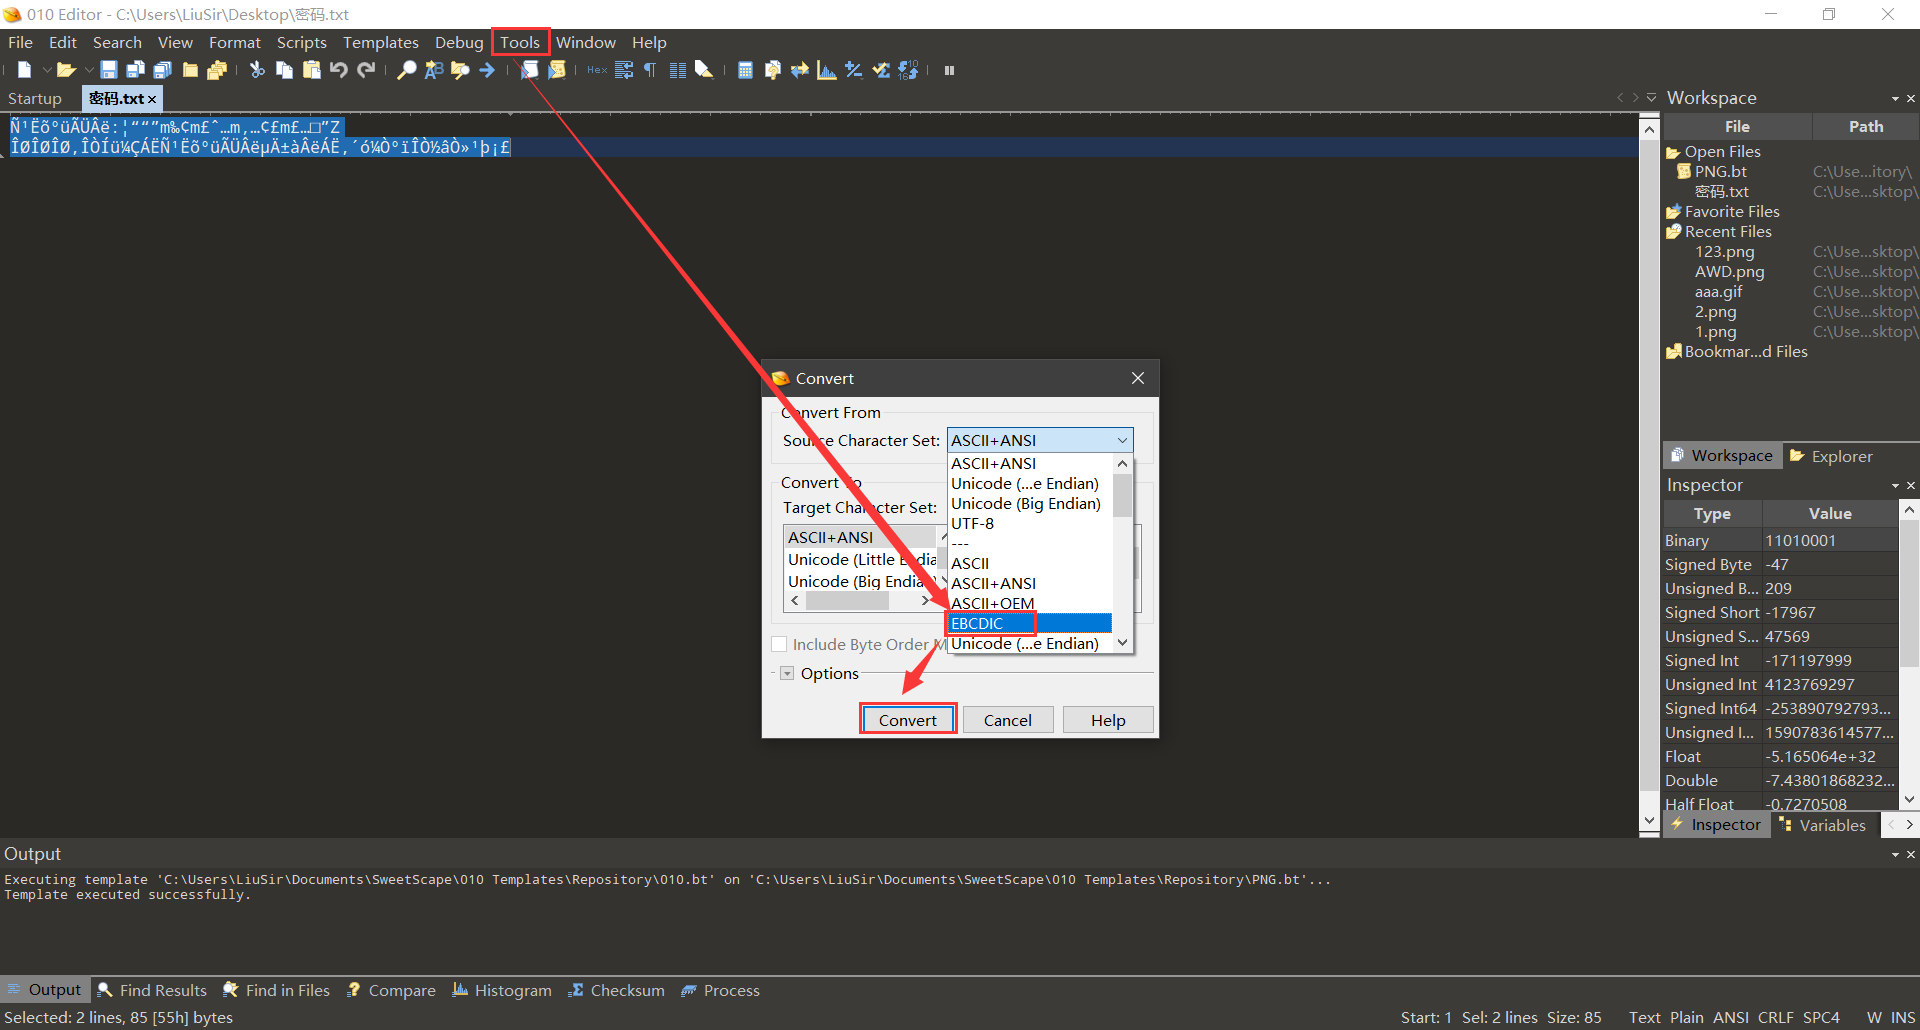 010 Editor - C:\Users\LiuSir\Desktop\密码.txt
File Edit Search View Format Scripts Templates Debug Tools Window Help
Hex
Startup 密码.txt
Ñ¹ËõºüÃÜÂë:¦““”m‰¢m£ˆ…m‚…¢£m£…□”Z
ÎØÎØÎØ,ÎÒÍü¼ÇÁËÑ¹ËõºüÃÜÂëµÄ±àÂëÁË,´ó¼Ò°ïÎÒ½âÒ»¹þ¡£
Workspace
File Path
Open Files
PNG.bt C:\Use...itory\
密码.txt C:\Use...sktop\
Favorite Files
Recent Files
123.png C:\Use...sktop\
AWD.png C:\Use...sktop\
aaa.gif C:\Use...sktop\
2.png C:\Use...sktop\
1.png C:\Use...sktop\
Bookmar...d Files
Workspace Explorer
Inspector
Type Value
Binary 11010001
Signed Byte -47
Unsigned B... 209
Signed Short -17967
Unsigned S... 47569
Signed Int -171197999
Unsigned Int 4123769297
Signed Int64 -253890792793...
Unsigned I... 1590783614577...
Float -5.165064e+32
Double -7.43801868232...
Half Float -0.7270508
Inspector Variables
Convert
Convert From
Source Character Set: ASCII+ANSI
ASCII+ANSI
Unicode (...e Endian)
Unicode (Big Endian)
UTF-8
---
ASCII
ASCII+ANSI
ASCII+OEM
EBCDIC
Unicode (...e Endian)
Convert To
Target Character Set:
ASCII+ANSI
Unicode (Little Endia
Unicode (Big Endian)
Include Byte Order M
Options
Convert Cancel Help
Output
Executing template 'C:\Users\LiuSir\Documents\SweetScape\010 Templates\Repository\010.bt' on 'C:\Users\LiuSir\Documents\SweetScape\010 Templates\Repository\PNG.bt'...
Template executed successfully.
Output Find Results Find in Files Compare Histogram Checksum Process
Selected: 2 lines, 85 [55h] bytes
Start: 1 Sel: 2 lines Size: 85 Text Plain ANSI CRLF SPC4 W INS